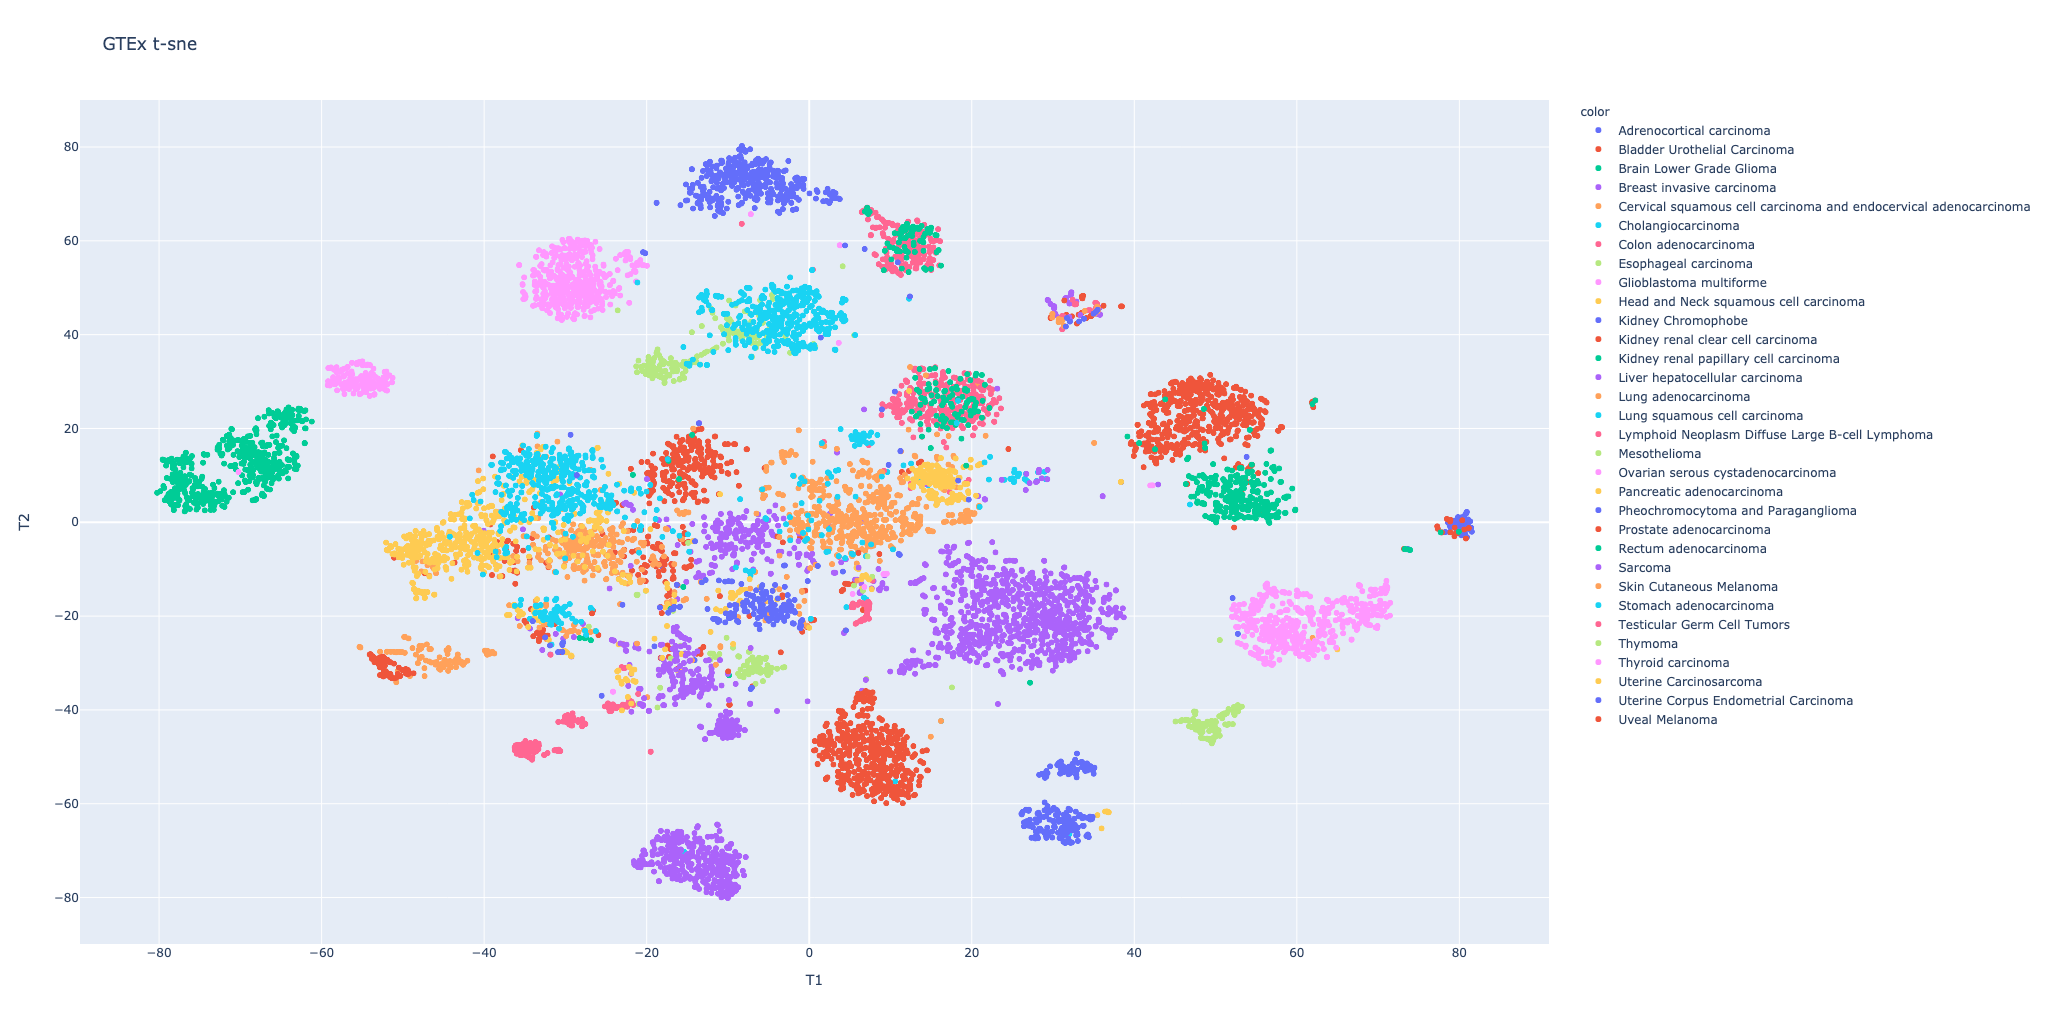 GTEx t-sne
color
Adrenocortical carcinoma
Bladder Urothelial Carcinoma
Brain Lower Grade Glioma
Breast invasive carcinoma
Cervical squamous cell carcinoma and endocervical adenocarcinoma
Cholangiocarcinoma
Colon adenocarcinoma
Esophageal carcinoma
Glioblastoma multiforme
Head and Neck squamous cell carcinoma
Kidney Chromophobe
Kidney renal clear cell carcinoma
Kidney renal papillary cell carcinoma
Liver hepatocellular carcinoma
Lung adenocarcinoma
Lung squamous cell carcinoma
Lymphoid Neoplasm Diffuse Large B-cell Lymphoma
Mesothelioma
Ovarian serous cystadenocarcinoma
Pancreatic adenocarcinoma
Pheochromocytoma and Paraganglioma
Prostate adenocarcinoma
Rectum adenocarcinoma
Sarcoma
Skin Cutaneous Melanoma
Stomach adenocarcinoma
Testicular Germ Cell Tumors
Thymoma
Thyroid carcinoma
Uterine Carcinosarcoma
Uterine Corpus Endometrial Carcinoma
Uveal Melanoma
80
60
40
20
0
−20
−40
−60
−80
T2
−80 −60 −40 −20 0 20 40 60 80
T1